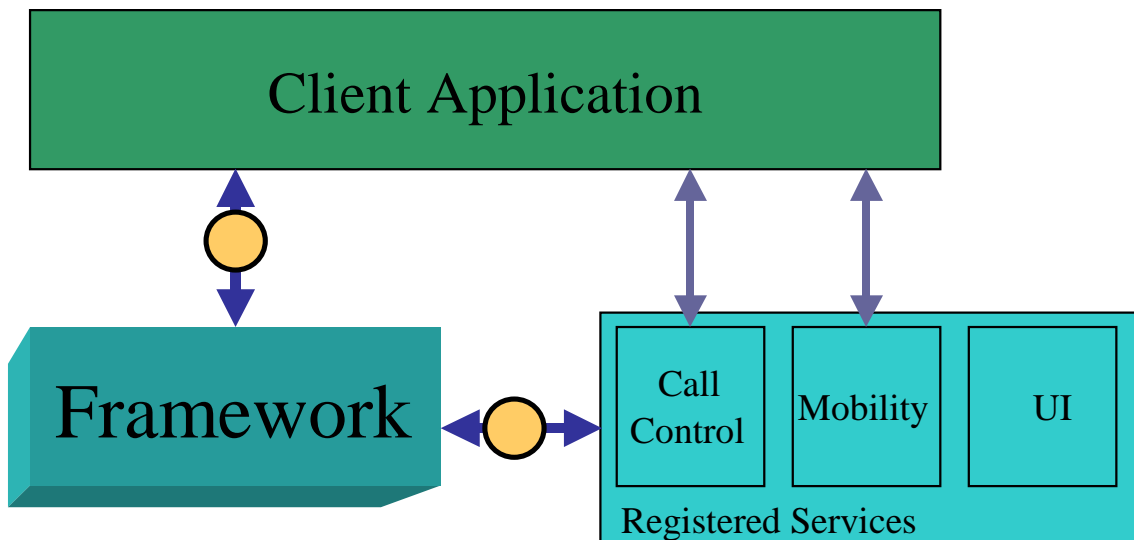 Client Application
Framework
Call
Control
Mobility
UI
Registered Services